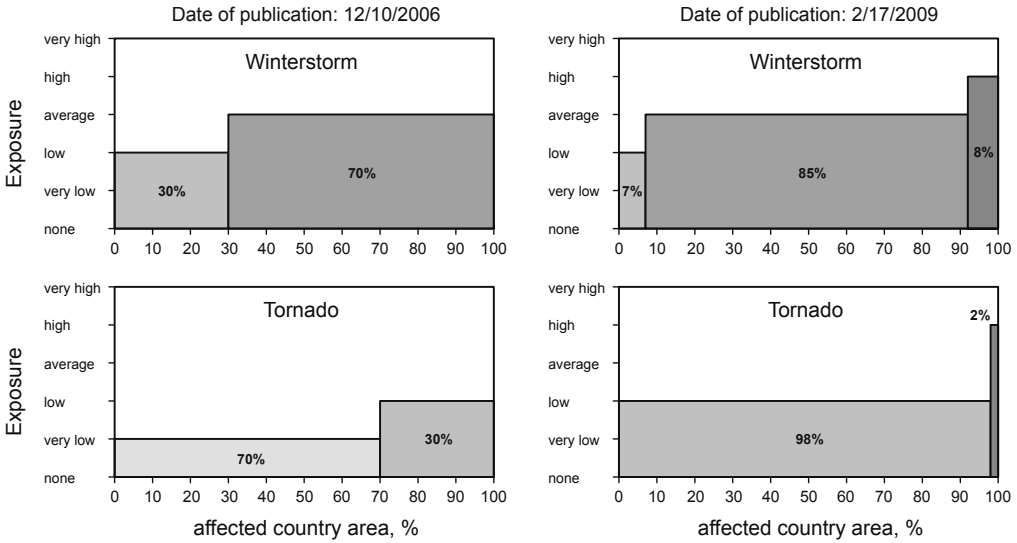 Date of publication: 12/10/2006
Date of publication: 2/17/2009
Exposure
very high
high
average
low
very low
none
Winterstorm
30%
70%
0 10 20 30 40 50 60 70 80 90 100
very high
high
average
low
very low
none
Winterstorm
7%
85%
8%
0 10 20 30 40 50 60 70 80 90 100
Exposure
very high
high
average
low
very low
none
Tornado
70%
30%
0 10 20 30 40 50 60 70 80 90 100
affected country area, %
very high
high
average
low
very low
none
Tornado
2%
98%
0 10 20 30 40 50 60 70 80 90 100
affected country area, %